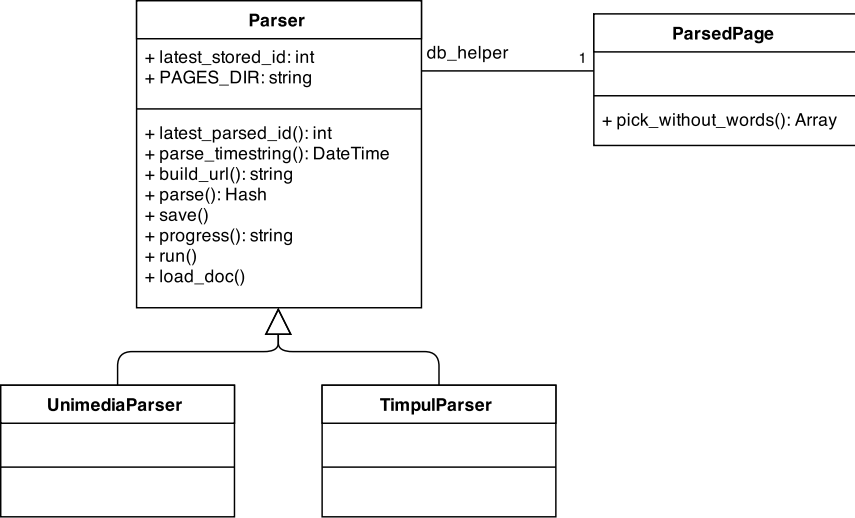 Parser
+ latest_stored_id: int
+ PAGES_DIR: string
+ latest_parsed_id(): int
+ parse_timestring(): DateTime
+ build_url(): string
+ parse(): Hash
+ save()
+ progress(): string
+ run()
+ load_doc()
db_helper
1
ParsedPage
+ pick_without_words(): Array
UnimediaParser
TimpulParser